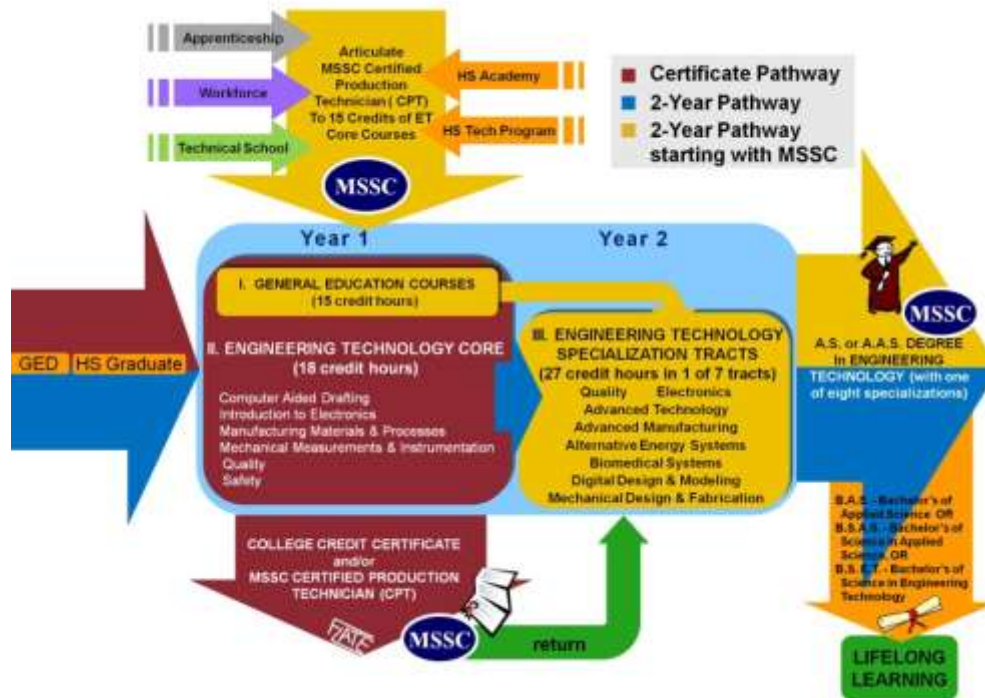 Apprenticeship
Workforce
Technical School
Articulate
MSSC Certified
Production
Technician ( CPT)
To 15 Credits of ET
Core Courses
HS Academy
HS Tech Program
MSSC
Certificate Pathway
2-Year Pathway
2-Year Pathway
starting with MSSC
Year 1
Year 2
I. GENERAL EDUCATION COURSES
(15 credit hours)
GED
HS Graduate
II. ENGINEERING TECHNOLOGY CORE
(18 credit hours)
Computer Aided Drafting
Introduction to Electronics
Manufacturing Materials & Processes
Mechanical Measurements & Instrumentation
Quality
Safety
III. ENGINEERING TECHNOLOGY
SPECIALIZATION TRACTS
(27 credit hours in 1 of 7 tracts)
Quality Electronics
Advanced Technology
Advanced Manufacturing
Alternative Energy Systems
Biomedical Systems
Digital Design & Modeling
Mechanical Design & Fabrication
MSSC
A.S. or A.A.S. DEGREE
in ENGINEERING
TECHNOLOGY (with one
of eight specializations)
B.A.S. - Bachelor's of
Applied Science OR
B.S.A.S. - Bachelor's of
Science in Applied
Science, OR
B.S.E.T. - Bachelor's of
Science in Engineering
Technology
COLLEGE CREDIT CERTIFICATE
and/or
MSSC CERTIFIED PRODUCTION
TECHNICIAN (CPT)
MSSC
return
LIFELONG
LEARNING